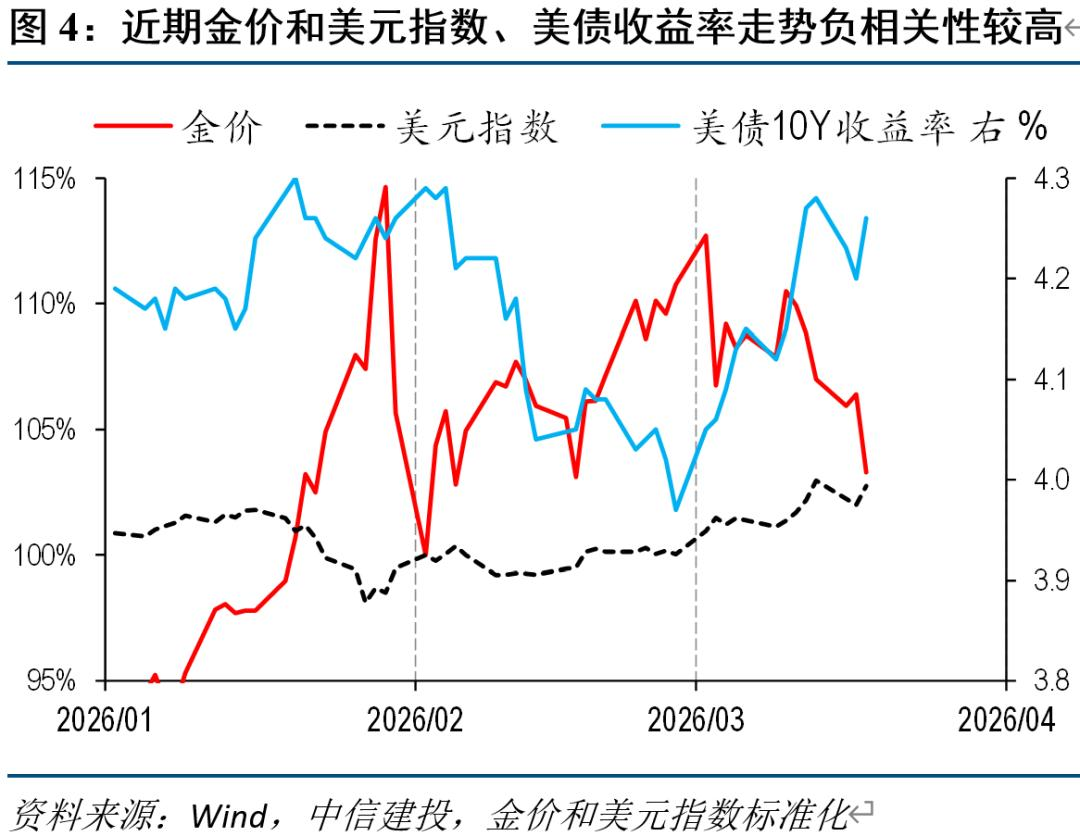 图 4：近期金价和美元指数、美债收益率走势负相关性较高
金价 美元指数 美债10Y收益率 右 %
115% 4.3
110% 4.2
105% 4.1
4.0
100%
3.9
95% 3.8
2026/01 2026/02 2026/03 2026/04
资料来源：Wind，中信建投，金价和美元指数标准化